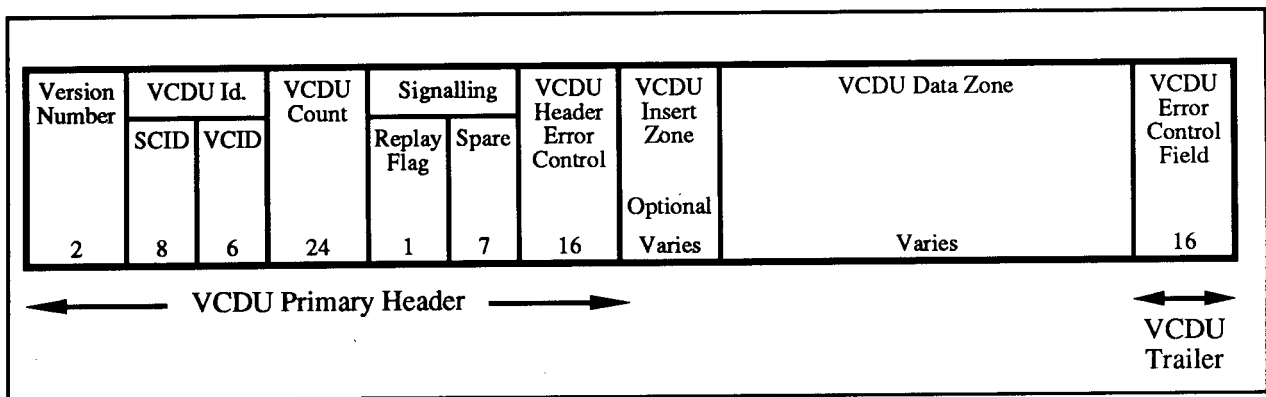 Version Number
VCDU Id.
SCID
VCID
VCDU Count
Signalling
Replay Flag
Spare
VCDU Header Error Control
VCDU Insert Zone
Optional
VCDU Data Zone
VCDU Error Control Field
2
8
6
24
1
7
16
Varies
Varies
16
VCDU Primary Header
VCDU Trailer